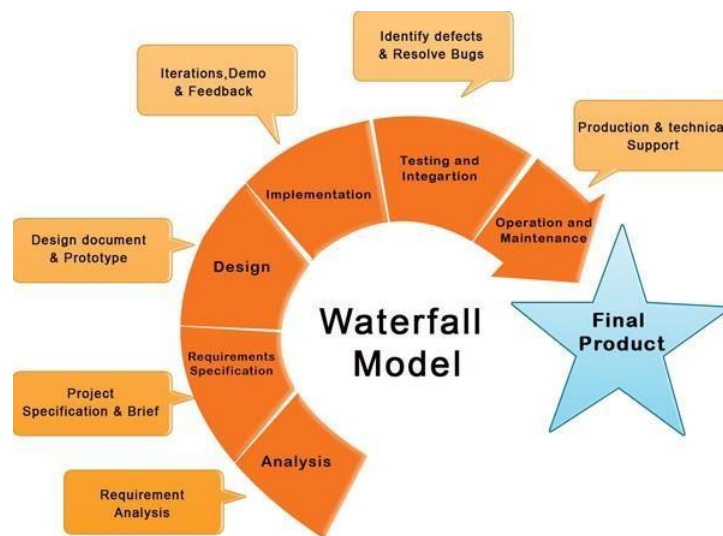 Identify defects
& Resolve Bugs
Iterations,Demo
& Feedback
Production & technica
Support
Testing and
Integartion
Implementation
Operation and
Maintenance
Design document
& Prototype
Design
Final
Product
Waterfall
Model
Requirements
Specification
Project
Specification & Brief
Analysis
Requirement
Analysis